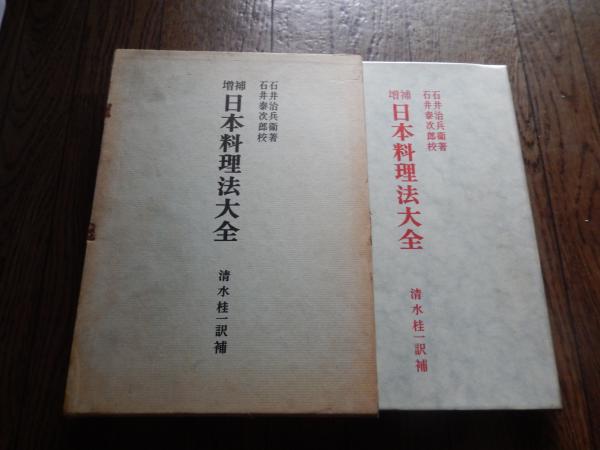 石井治兵衛著
石井泰次郎校
増補
日本料理法大全
清水桂一訳補
石井治兵衛著
石井泰次郎校
増補
日本料理法大全
清水桂一訳補